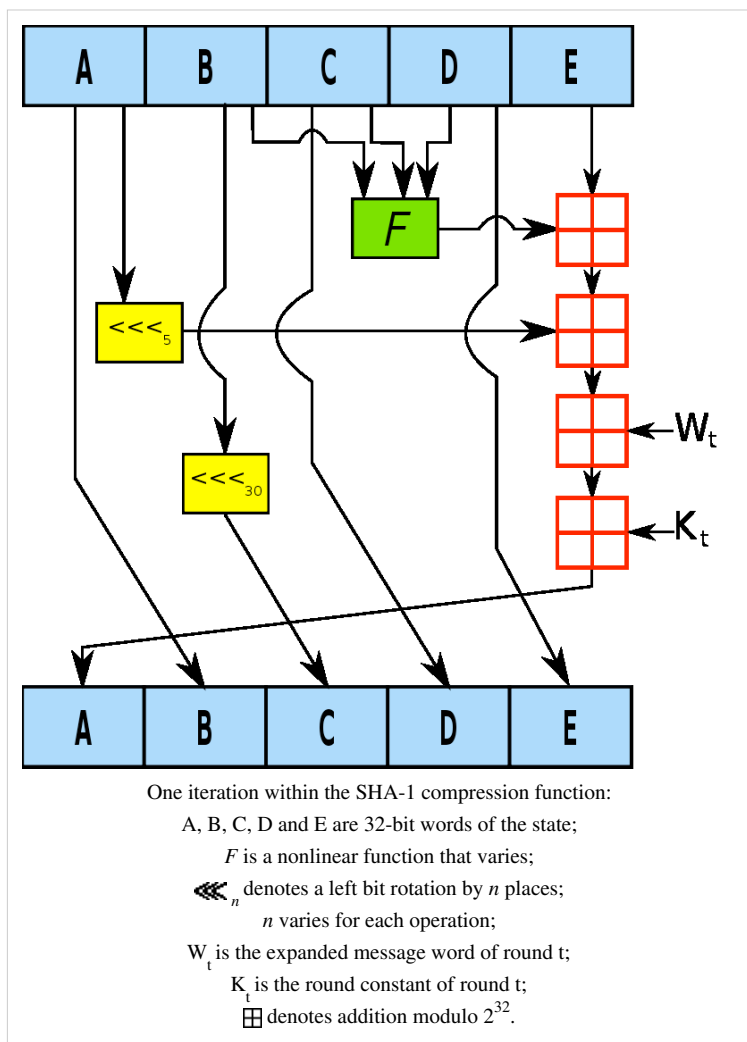 A B C D E
F
<<<5
<<<30
Wt
Kt
A B C D E
One iteration within the SHA-1 compression function:
A, B, C, D and E are 32-bit words of the state;
F is a nonlinear function that varies;
<<<n denotes a left bit rotation by n places;
n varies for each operation;
Wt is the expanded message word of round t;
Kt is the round constant of round t;
⊞ denotes addition modulo 2^32.